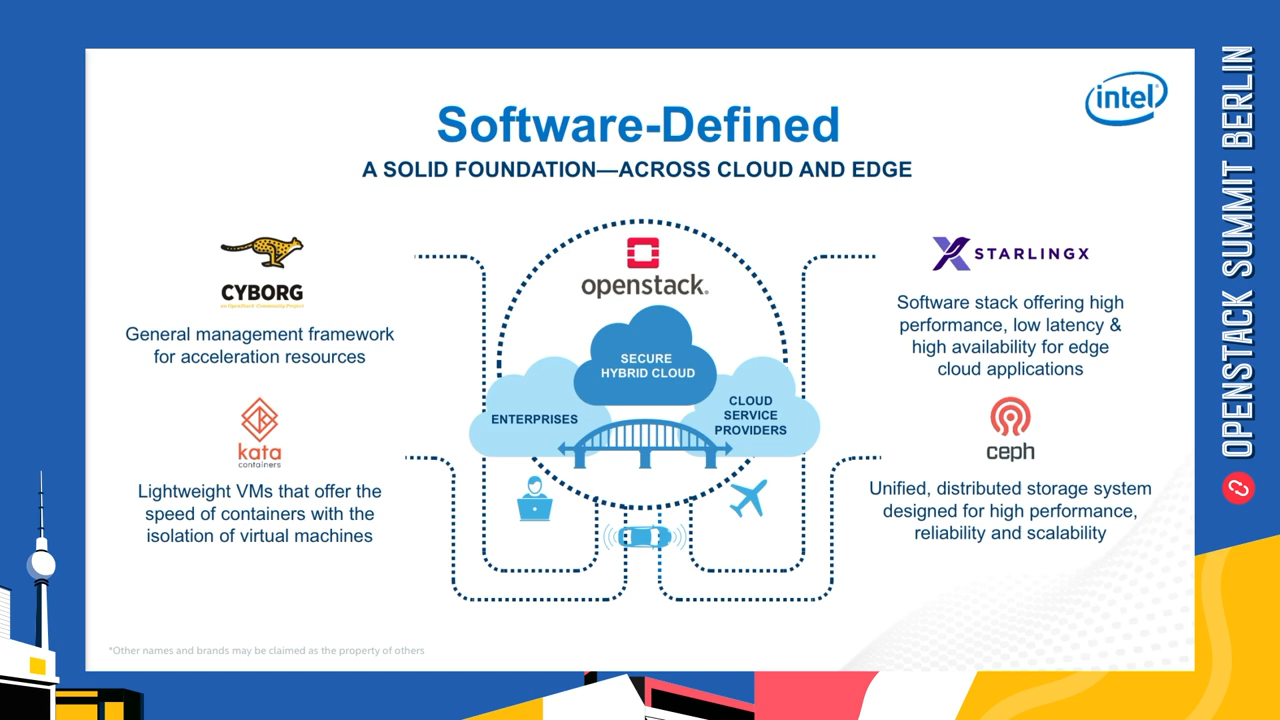 intel
Software-Defined
A SOLID FOUNDATION—ACROSS CLOUD AND EDGE
CYBORG
an OpenStack Community Project
General management framework
for acceleration resources
kata
containers
Lightweight VMs that offer the
speed of containers with the
isolation of virtual machines
openstack.
SECURE
HYBRID CLOUD
ENTERPRISES
CLOUD
SERVICE
PROVIDERS
STARLINGX
Software stack offering high
performance, low latency &
high availability for edge
cloud applications
ceph
Unified, distributed storage system
designed for high performance,
reliability and scalability
*Other names and brands may be claimed as the property of others
OPENSTACK SUMMIT BERLIN